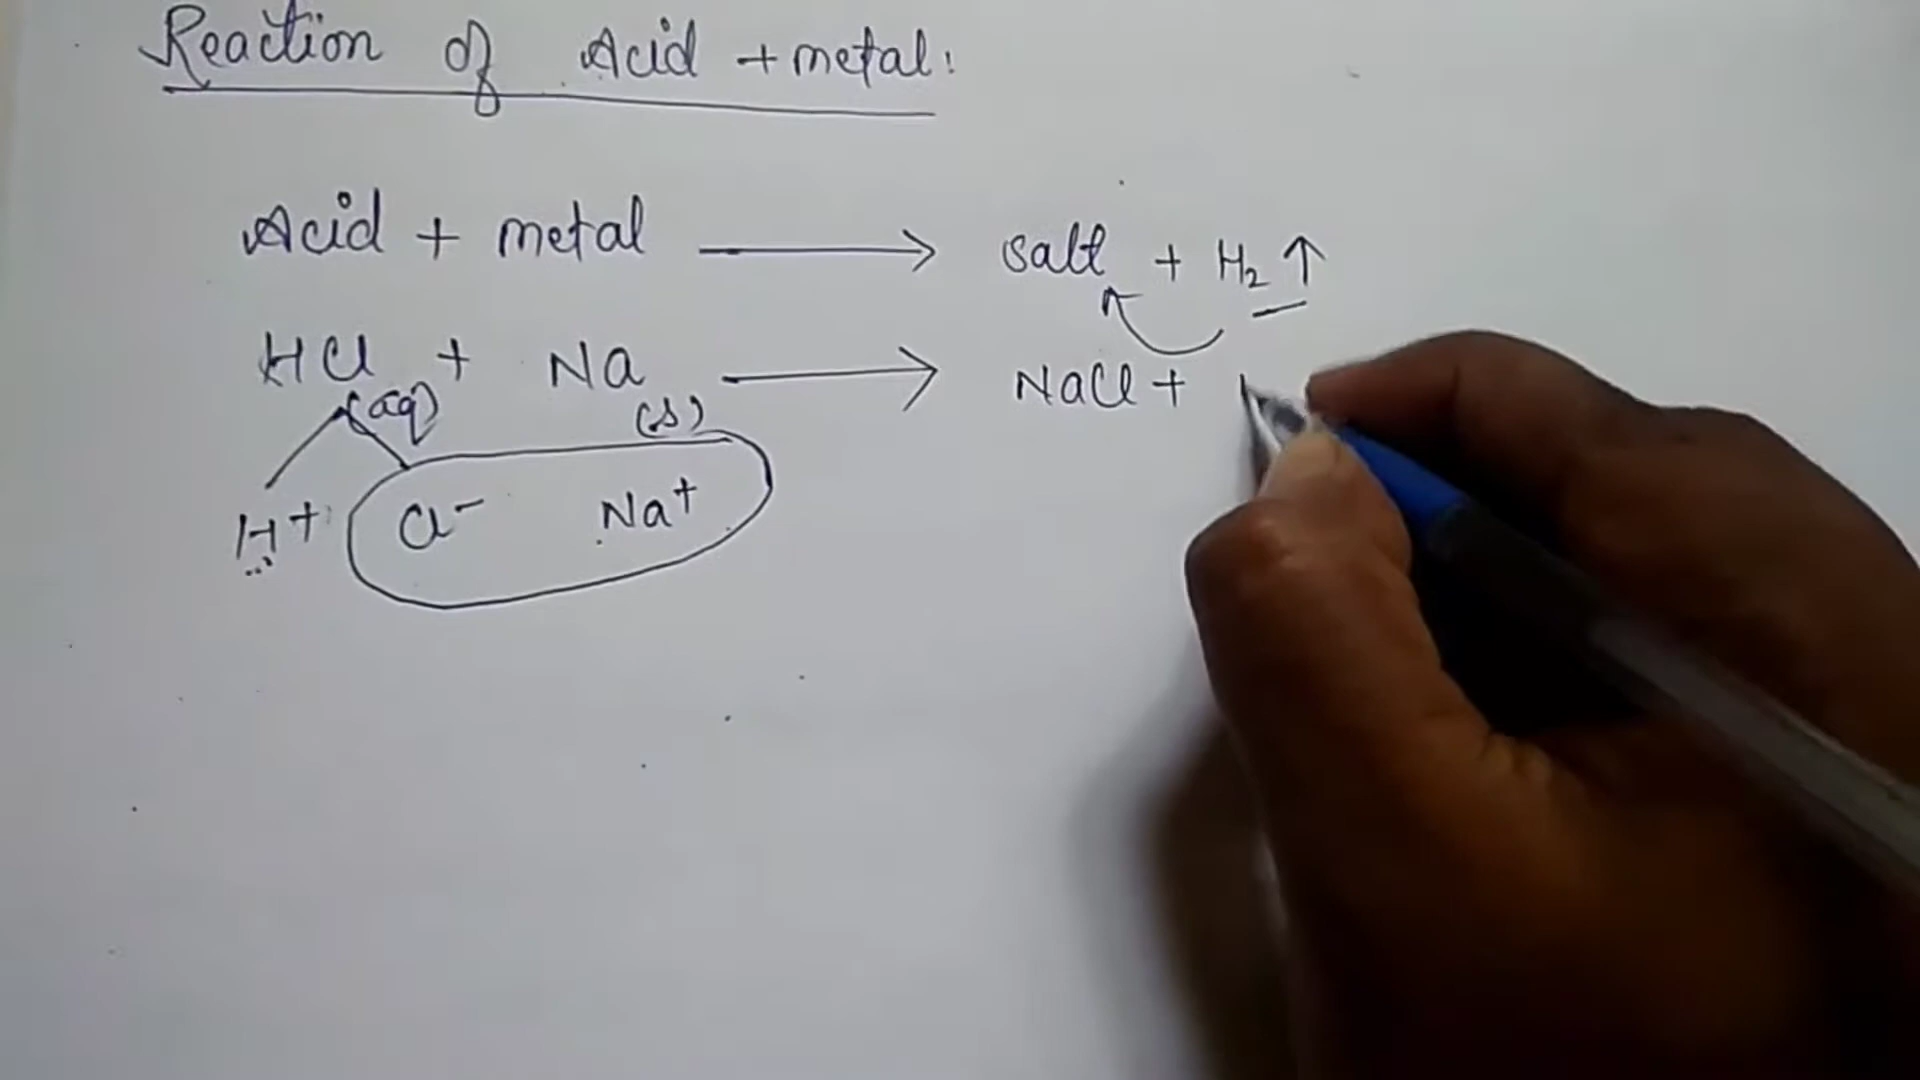 Reaction of Acid + metal:
Acid + metal ⟶ salt + H₂ ↑
HCl (aq) + Na (s) ⟶ NaCl +
H⁺ Cl⁻ Na⁺